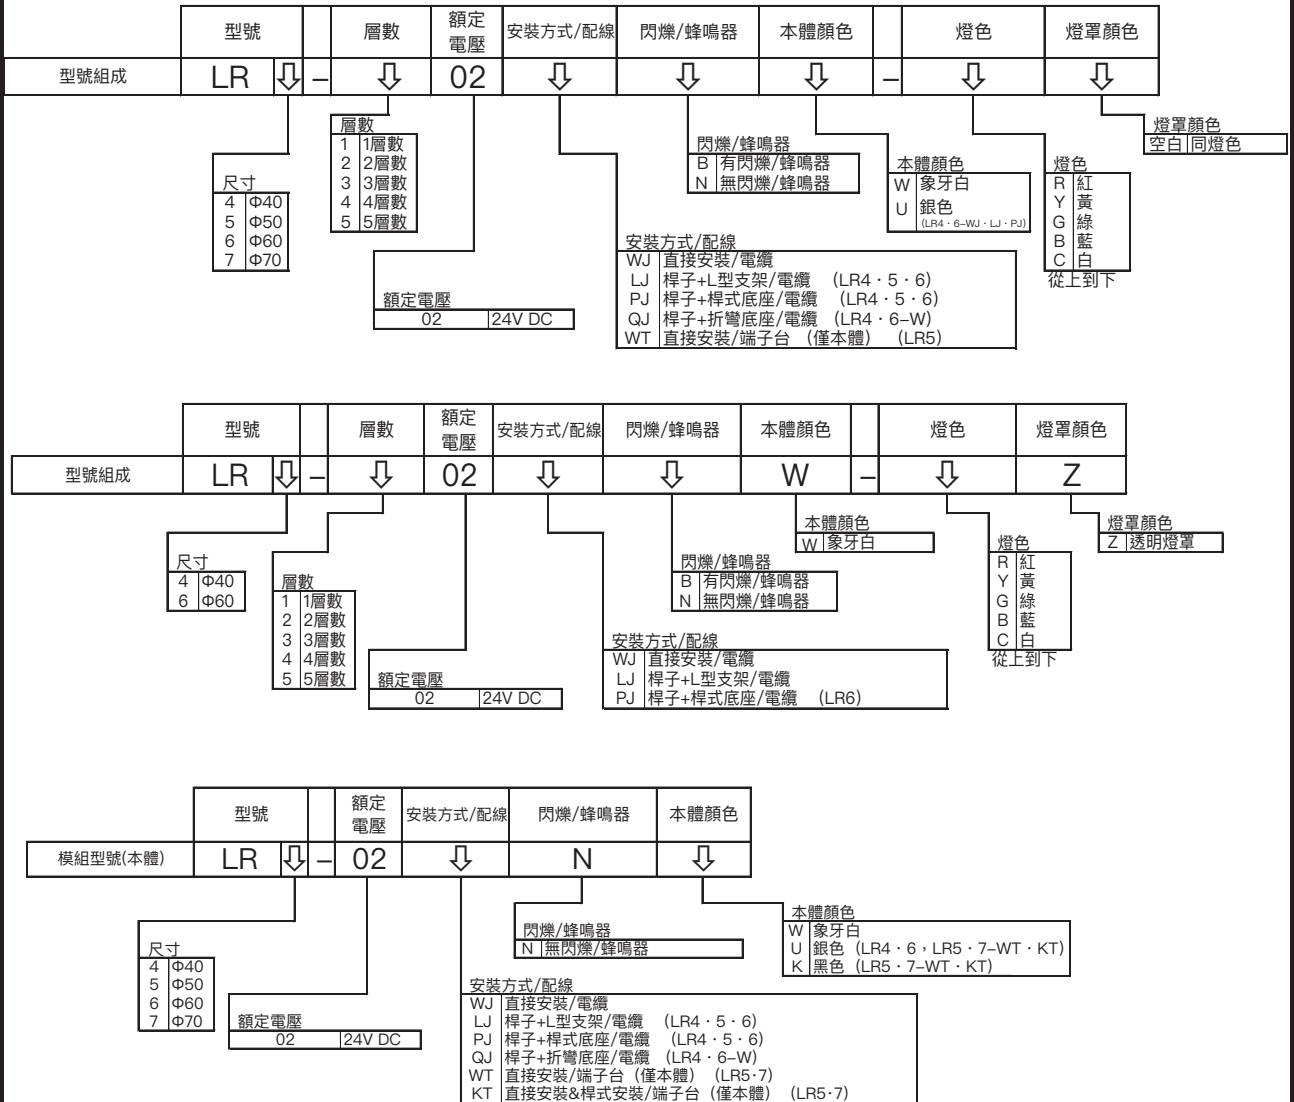 型號 層數 額定電壓 安裝方式/配線 閃爍/蜂鳴器 本體顏色 燈色 燈罩顏色
型號組成 LR – 02 –
尺寸
4 Φ40
5 Φ50
6 Φ60
7 Φ70
層數
1 1層數
2 2層數
3 3層數
4 4層數
5 5層數
額定電壓
02 24V DC
安裝方式/配線
WJ 直接安裝/電纜
LJ 桿子+L型支架/電纜 (LR4・5・6)
PJ 桿子+桿式底座/電纜 (LR4・5・6)
QJ 桿子+折彎底座/電纜 (LR4・6–W)
WT 直接安裝/端子台 (僅本體) (LR5)
閃爍/蜂鳴器
B 有閃爍/蜂鳴器
N 無閃爍/蜂鳴器
本體顏色
W 象牙白
U 銀色
(LR4・6–WJ・LJ・PJ)
燈色
R 紅
Y 黃
G 綠
B 藍
C 白
從上到下
燈罩顏色
空白 同燈色
型號 層數 額定電壓 安裝方式/配線 閃爍/蜂鳴器 本體顏色 燈色 燈罩顏色
型號組成 LR – 02 W – Z
尺寸
4 Φ40
6 Φ60
層數
1 1層數
2 2層數
3 3層數
4 4層數
5 5層數
額定電壓
02 24V DC
安裝方式/配線
WJ 直接安裝/電纜
LJ 桿子+L型支架/電纜
PJ 桿子+桿式底座/電纜 (LR6)
閃爍/蜂鳴器
B 有閃爍/蜂鳴器
N 無閃爍/蜂鳴器
本體顏色
W 象牙白
燈色
R 紅
Y 黃
G 綠
B 藍
C 白
從上到下
燈罩顏色
Z 透明燈罩
型號 額定電壓 安裝方式/配線 閃爍/蜂鳴器 本體顏色
模組型號(本體) LR – 02 N
尺寸
4 Φ40
5 Φ50
6 Φ60
7 Φ70
額定電壓
02 24V DC
安裝方式/配線
WJ 直接安裝/電纜
LJ 桿子+L型支架/電纜 (LR4・5・6)
PJ 桿子+桿式底座/電纜 (LR4・5・6)
QJ 桿子+折彎底座/電纜 (LR4・6–W)
WT 直接安裝/端子台 (僅本體) (LR5·7)
KT 直接安裝&桿式安裝/端子台 (僅本體) (LR5·7)
閃爍/蜂鳴器
N 無閃爍/蜂鳴器
本體顏色
W 象牙白
U 銀色 (LR4・6，LR5・7–WT・KT)
K 黑色 (LR5・7–WT・KT)